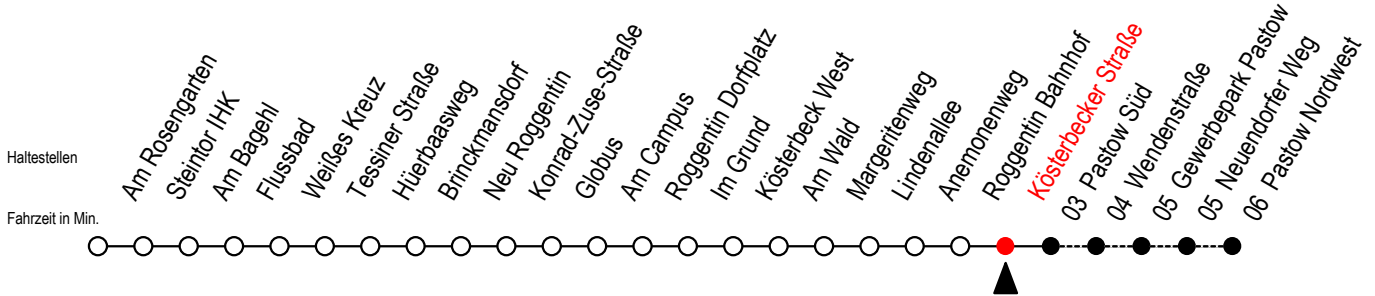 Haltestellen
Fahrzeit in Min.
Am Rosengarten
Steintor IHK
Am Bagehl
Flussbad
Weißes Kreuz
Tessiner Straße
Hüerbaasweg
Brinckmansdorf
Neu Roggentin
Konrad-Zuse-Straße
Globus
Am Campus
Roggentin Dorfplatz
Im Grund
Kösterbeck West
Am Wald
Margeritenweg
Lindenallee
Anemonenweg
Roggentin Bahnhof
Kösterbecker Straße
03 Pastow Süd
04 Wendenstraße
05 Gewerbepark Pastow
05 Neuendorfer Weg
06 Pastow Nordwest